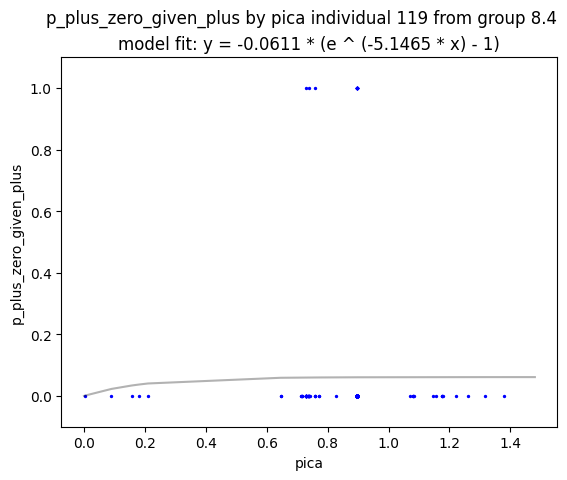 p_plus_zero_given_plus by pica individual 119 from group 8.4
model fit: y = -0.0611 * (e ^ (-5.1465 * x) - 1)
p_plus_zero_given_plus
1.0
0.8
0.6
0.4
0.2
0.0
0.0 0.2 0.4 0.6 0.8 1.0 1.2 1.4
pica